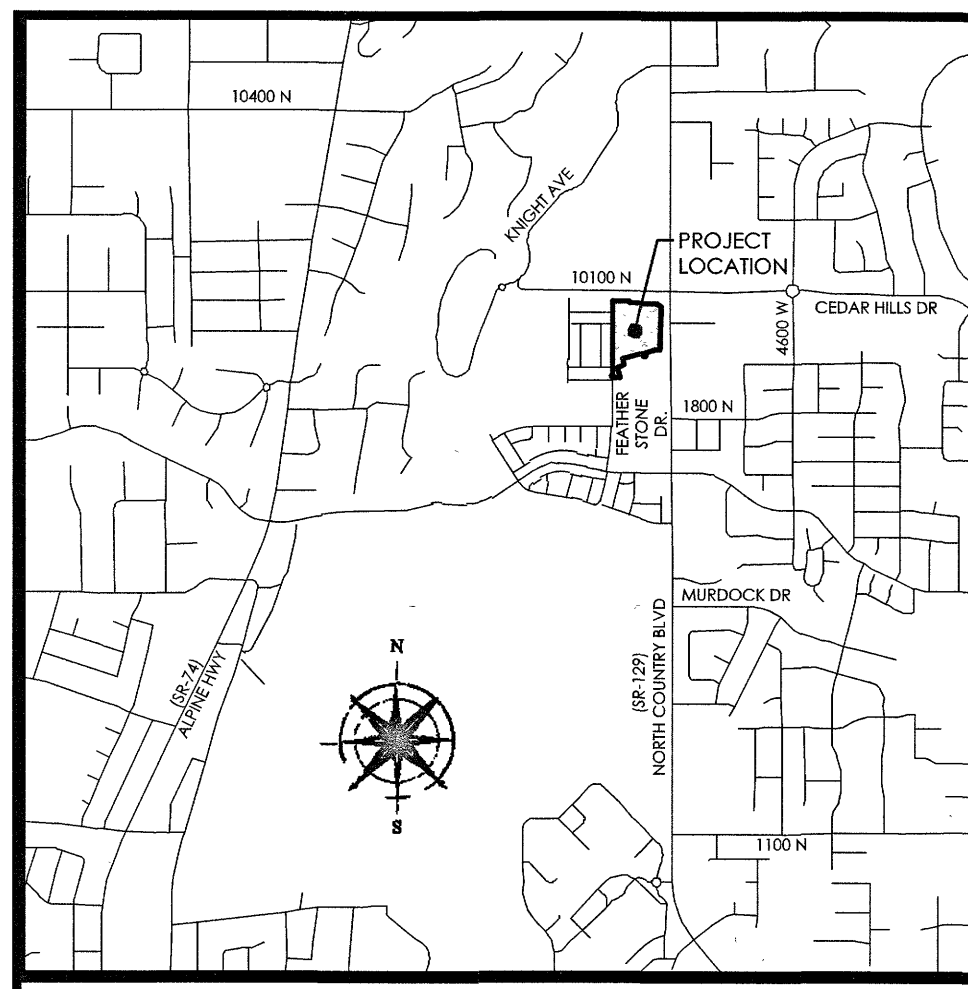 10400 N
KNIGHT AVE
PROJECT
LOCATION
10100 N
CEDAR HILLS DR
4600 W
FEATHER
STONE
DR.
1800 N
MURDOCK DR
(SR-74)
ALPINE HWY
N
S
(SR-129)
NORTH COUNTRY BLVD
1100 N